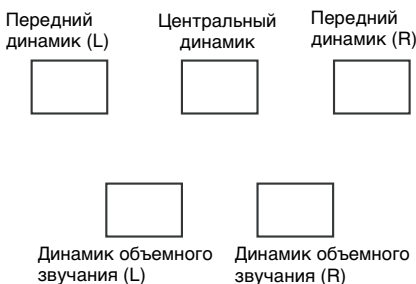 Передний
динамик (L)
Центральный
динамик
Передний
динамик (R)
Динамик объемного
звучания (L)
Динамик объемного
звучания (R)